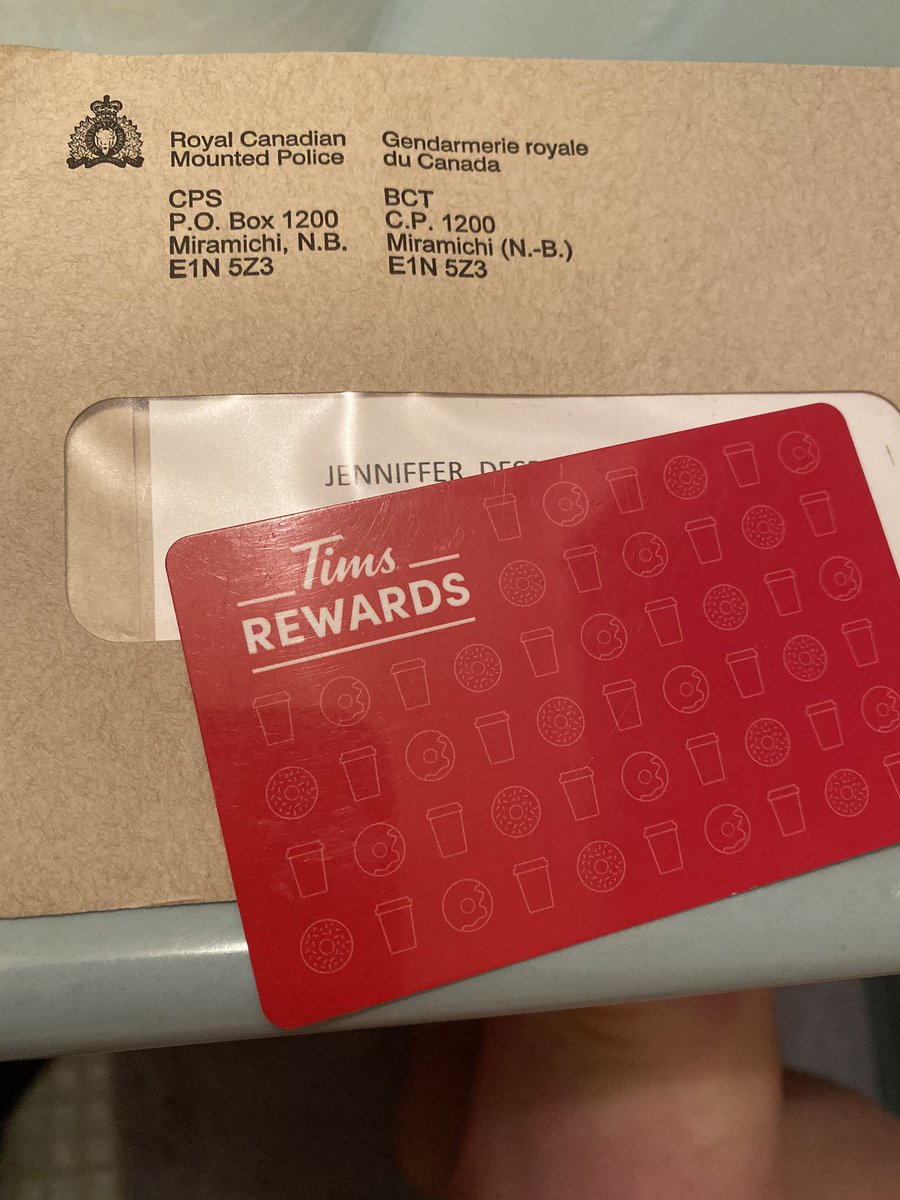 Royal Canadian
Mounted Police
CPS
P.O. Box 1200
Miramichi, N.B.
E1N 5Z3
Gendarmerie royale
du Canada
BCT
C.P. 1200
Miramichi (N.-B.)
E1N 5Z3
JENNIFFER
Tims
REWARDS